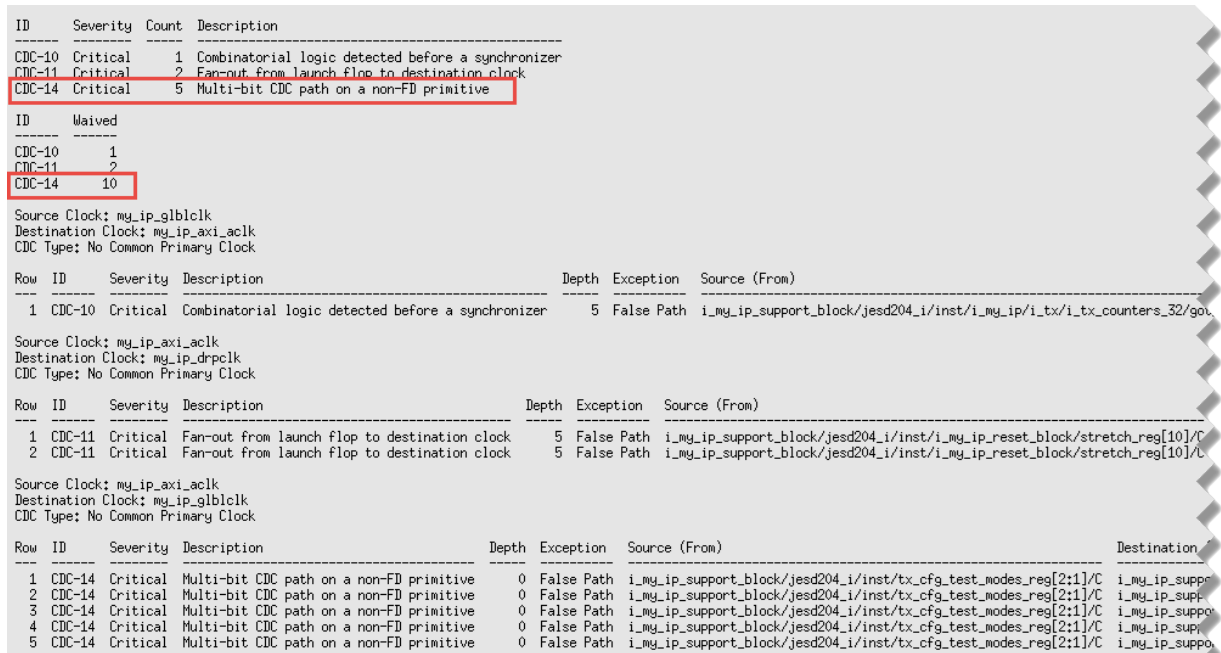 ID Severity Count Description
CDC-10 Critical 1 Combinatorial logic detected before a synchronizer
CDC-11 Critical 2 Fan-out from launch flop to destination clock
CDC-14 Critical 5 Multi-bit CDC path on a non-FD primitive
ID Waived
CDC-10 1
CDC-11 2
CDC-14 10
Source Clock: my_ip_glblclk
Destination Clock: my_ip_axi_aclk
CDC Type: No Common Primary Clock
Row ID Severity Description Depth Exception Source (From)
1 CDC-10 Critical Combinatorial logic detected before a synchronizer 5 False Path i_my_ip_support_block/jesd204_i/inst/i_my_ip/i_tx/i_tx_counters_32/got
Source Clock: my_ip_axi_aclk
Destination Clock: my_ip_drpclk
CDC Type: No Common Primary Clock
Row ID Severity Description Depth Exception Source (From)
1 CDC-11 Critical Fan-out from launch flop to destination clock 5 False Path i_my_ip_support_block/jesd204_i/inst/i_my_ip_reset_block/stretch_reg[10]/C
2 CDC-11 Critical Fan-out from launch flop to destination clock 5 False Path i_my_ip_support_block/jesd204_i/inst/i_my_ip_reset_block/stretch_reg[10]/C
Source Clock: my_ip_axi_aclk
Destination Clock: my_ip_glblclk
CDC Type: No Common Primary Clock
Row ID Severity Description Depth Exception Source (From) Destination
1 CDC-14 Critical Multi-bit CDC path on a non-FD primitive 0 False Path i_my_ip_support_block/jesd204_i/inst/tx_cfg_test_modes_reg[2:1]/C i_my_ip_suppo
2 CDC-14 Critical Multi-bit CDC path on a non-FD primitive 0 False Path i_my_ip_support_block/jesd204_i/inst/tx_cfg_test_modes_reg[2:1]/C i_my_ip_supp
3 CDC-14 Critical Multi-bit CDC path on a non-FD primitive 0 False Path i_my_ip_support_block/jesd204_i/inst/tx_cfg_test_modes_reg[2:1]/C i_my_ip_suppo
4 CDC-14 Critical Multi-bit CDC path on a non-FD primitive 0 False Path i_my_ip_support_block/jesd204_i/inst/tx_cfg_test_modes_reg[2:1]/C i_my_ip_supp
5 CDC-14 Critical Multi-bit CDC path on a non-FD primitive 0 False Path i_my_ip_support_block/jesd204_i/inst/tx_cfg_test_modes_reg[2:1]/C i_my_ip_suppo